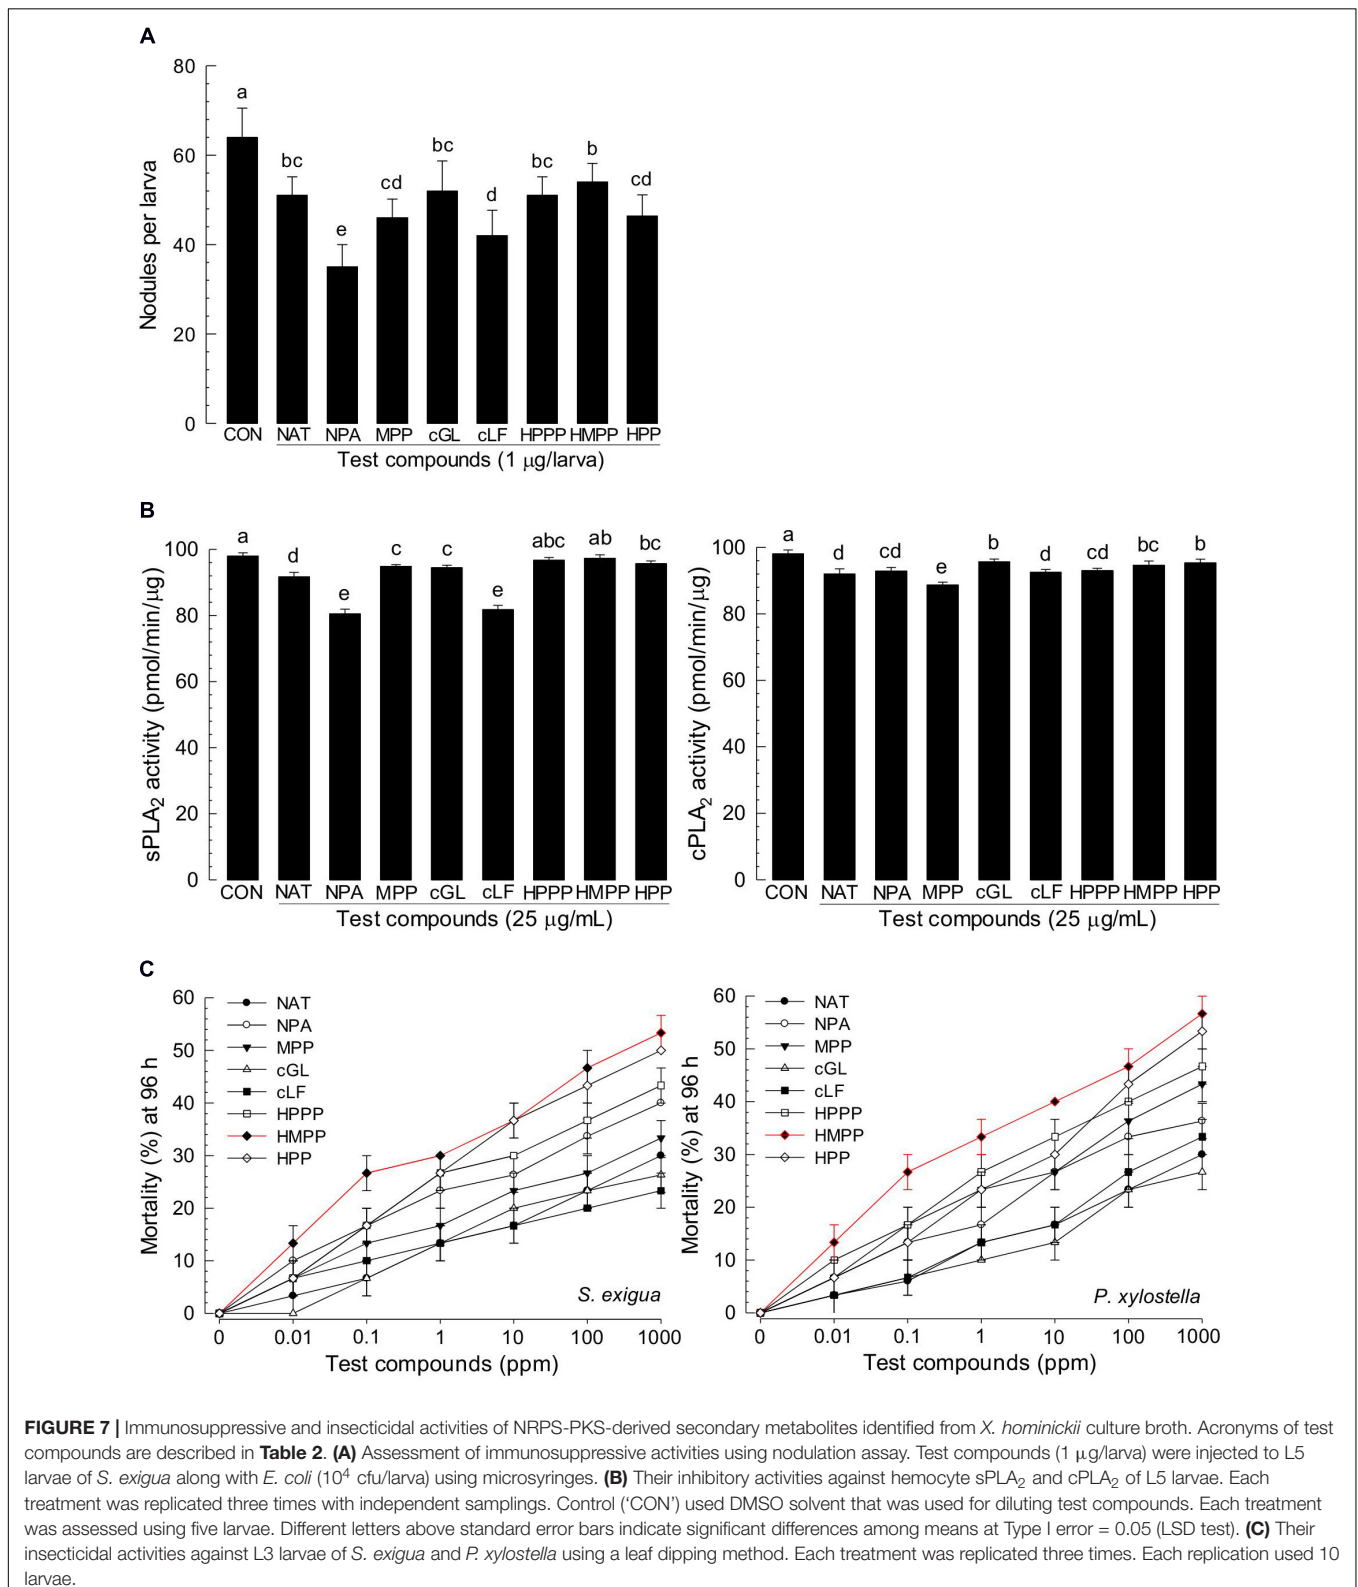 A
80
60
40
20
0
Nodules per larva
a
bc
e
cd
bc
d
bc
b
cd
CON NAT NPA MPP cGL cLF HPPP HMPP HPP
Test compounds (1 μg/larva)
B
100
80
60
40
20
0
sPLA₂ activity (pmol/min/μg)
a
d
e
c
c
e
abc
ab
bc
CON NAT NPA MPP cGL cLF HPPP HMPP HPP
Test compounds (25 μg/mL)
100
80
60
40
20
0
cPLA₂ activity (pmol/min/μg)
a
d
cd
e
b
d
cd
bc
b
CON NAT NPA MPP cGL cLF HPPP HMPP HPP
Test compounds (25 μg/mL)
C
60
50
40
30
20
10
0
Mortality (%) at 96 h
NAT
NPA
MPP
cGL
cLF
HPPP
HMPP
HPP
S. exigua
0 0.01 0.1 1 10 100 1000
Test compounds (ppm)
60
50
40
30
20
10
0
Mortality (%) at 96 h
NAT
NPA
MPP
cGL
cLF
HPPP
HMPP
HPP
P. xylostella
0 0.01 0.1 1 10 100 1000
Test compounds (ppm)
FIGURE 7 | Immunosuppressive and insecticidal activities of NRPS-PKS-derived secondary metabolites identified from X. hominickii culture broth. Acronyms of test
compounds are described in Table 2. (A) Assessment of immunosuppressive activities using nodulation assay. Test compounds (1 μg/larva) were injected to L5
larvae of S. exigua along with E. coli (10⁴ cfu/larva) using microsyringes. (B) Their inhibitory activities against hemocyte sPLA₂ and cPLA₂ of L5 larvae. Each
treatment was replicated three times with independent samplings. Control (‘CON’) used DMSO solvent that was used for diluting test compounds. Each treatment
was assessed using five larvae. Different letters above standard error bars indicate significant differences among means at Type I error = 0.05 (LSD test). (C) Their
insecticidal activities against L3 larvae of S. exigua and P. xylostella using a leaf dipping method. Each treatment was replicated three times. Each replication used 10
larvae.